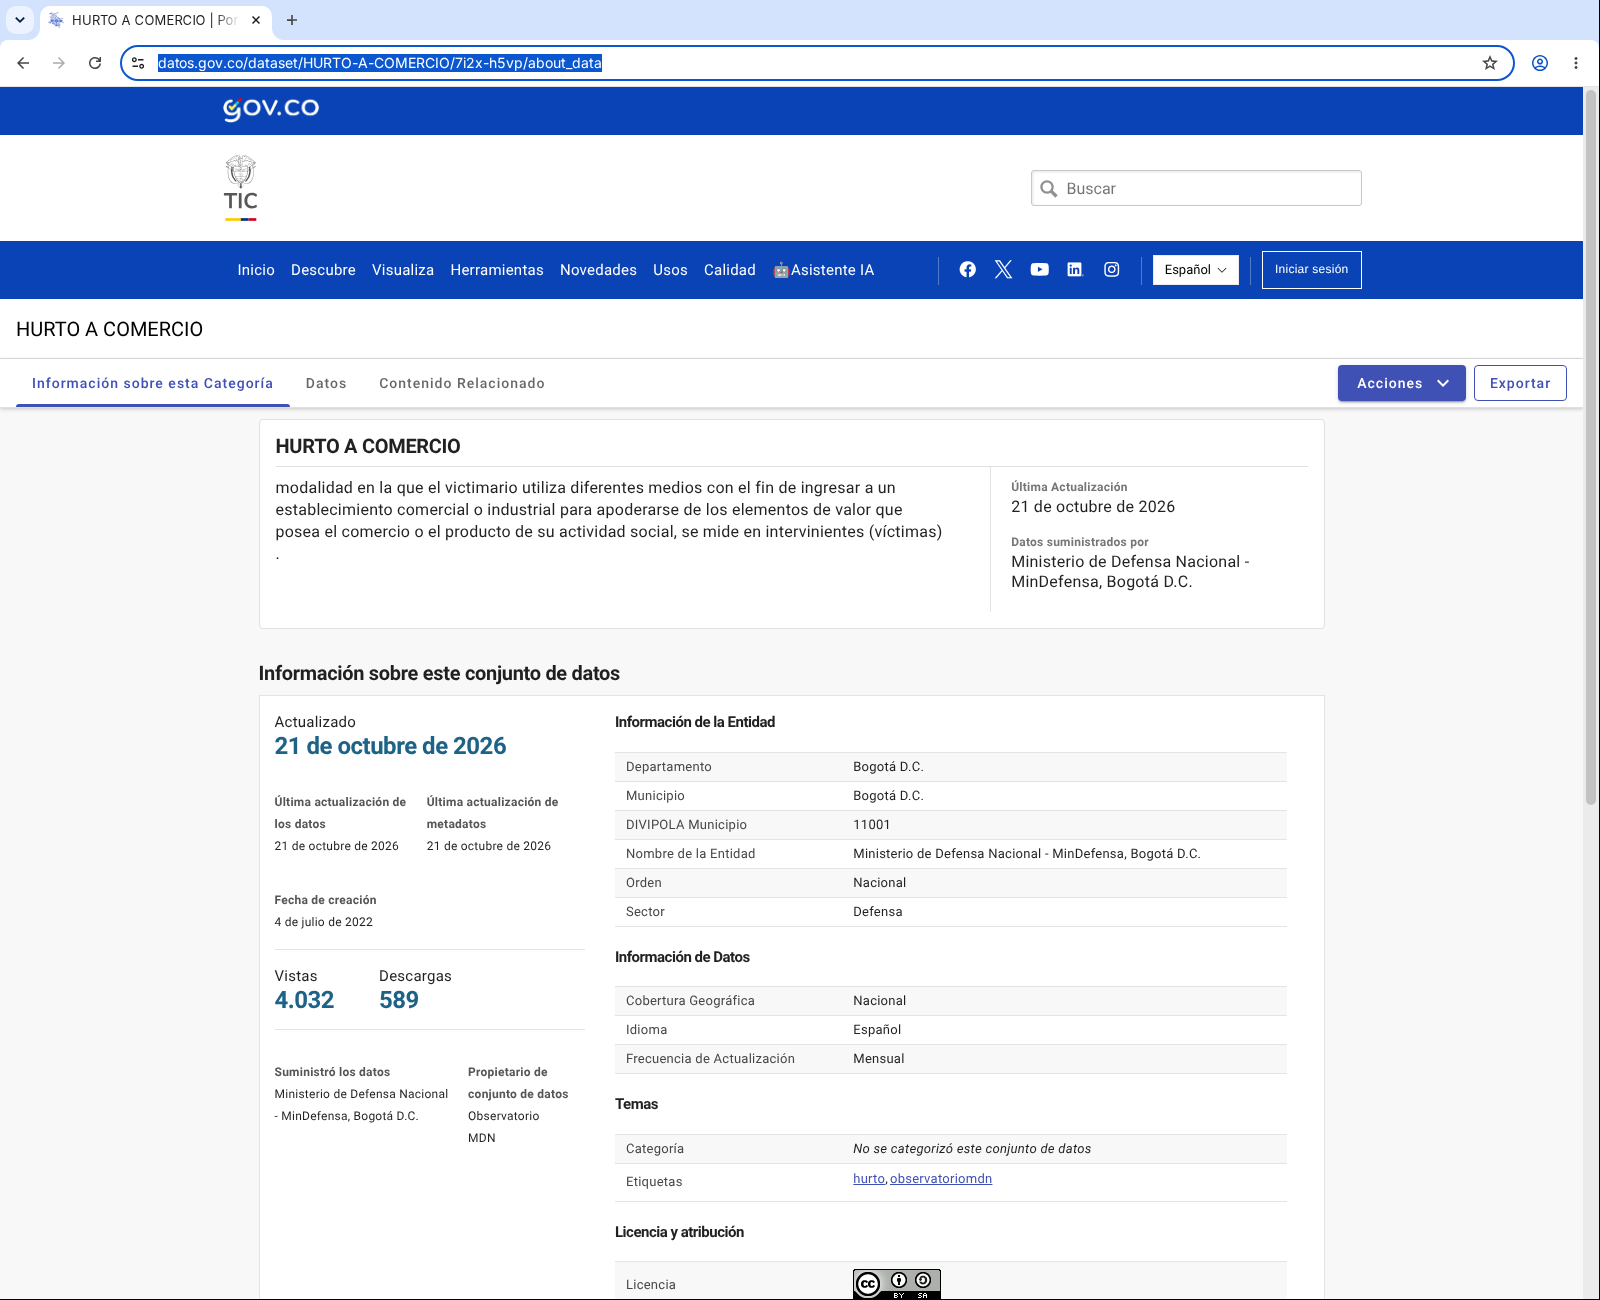 HURTO A COMERCIO | Por
datos.gov.co/dataset/HURTO-A-COMERCIO/7i2x-h5vp/about_data
GOV.CO
TIC
Buscar
Inicio Descubre Visualiza Herramientas Novedades Usos Calidad 🤖Asistente IA Español Iniciar sesión
HURTO A COMERCIO
Información sobre esta Categoría Datos Contenido Relacionado Acciones Exportar
HURTO A COMERCIO
modalidad en la que el victimario utiliza diferentes medios con el fin de ingresar a un
establecimiento comercial o industrial para apoderarse de los elementos de valor que
posea el comercio o el producto de su actividad social, se mide en intervinientes (víctimas)
.
Última Actualización
21 de octubre de 2026
Datos suministrados por
Ministerio de Defensa Nacional -
MinDefensa, Bogotá D.C.
Información sobre este conjunto de datos
Actualizado
21 de octubre de 2026
Última actualización de
los datos
21 de octubre de 2026
Última actualización de
metadatos
21 de octubre de 2026
Fecha de creación
4 de julio de 2022
Vistas
4.032
Descargas
589
Suministró los datos
Ministerio de Defensa Nacional
- MinDefensa, Bogotá D.C.
Propietario de
conjunto de datos
Observatorio
MDN
Información de la Entidad
Departamento Bogotá D.C.
Municipio Bogotá D.C.
DIVIPOLA Municipio 11001
Nombre de la Entidad Ministerio de Defensa Nacional - MinDefensa, Bogotá D.C.
Orden Nacional
Sector Defensa
Información de Datos
Cobertura Geográfica Nacional
Idioma Español
Frecuencia de Actualización Mensual
Temas
Categoría No se categorizó este conjunto de datos
Etiquetas hurto, observatoriomdn
Licencia y atribución
Licencia CC BY SA